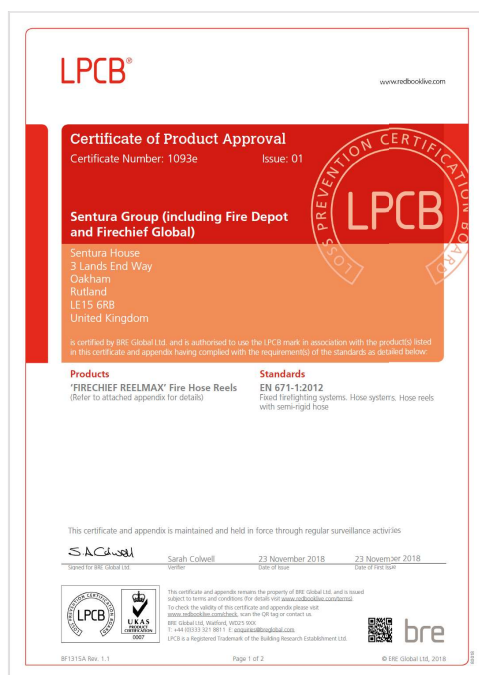 LPCB®
www.redbooklive.com
Certificate of Product Approval
Certificate Number: 1093e Issue: 01
LOSS PREVENTION CERTIFICATION BOARD
LPCB
Sentura Group (including Fire Depot
and Firechief Global)
Sentura House
3 Lands End Way
Oakham
Rutland
LE15 6RB
United Kingdom
is certified by BRE Global Ltd. and is authorised to use the LPCB mark in association with the product(s) listed
in this certificate and appendix having complied with the requirement(s) of the standards as detailed below:
Products Standards
'FIRECHIEF REELMAX' Fire Hose Reels EN 671-1:2012
(Refer to attached appendix for details) Fixed firefighting systems. Hose systems. Hose reels
with semi-rigid hose
This certificate and appendix is maintained and held in force through regular surveillance activities
S.A.Colwell
Sarah Colwell 23 November 2018 23 November 2018
Signed for BRE Global Ltd. Verifier Date of Issue Date of First Issue
This certificate and appendix remains the property of BRE Global Ltd, and is issued
subject to terms and conditions (for details visit www.redbooklive.com/terms).
To check the validity of this certificate and appendix please visit
www.redbooklive.com/check, scan the QR tag or contact us.
BRE Global Ltd, Watford, WD25 9XX
T: +44 (0)333 321 8811 E: enquiries@breglobal.com
LPCB is a Registered Trademark of the Building Research Establishment Ltd.
LPCB
UKAS
PRODUCT
CERTIFICATION
0007
bre
BF1315A Rev. 1.1 Page 1 of 2 © BRE Global Ltd, 2018